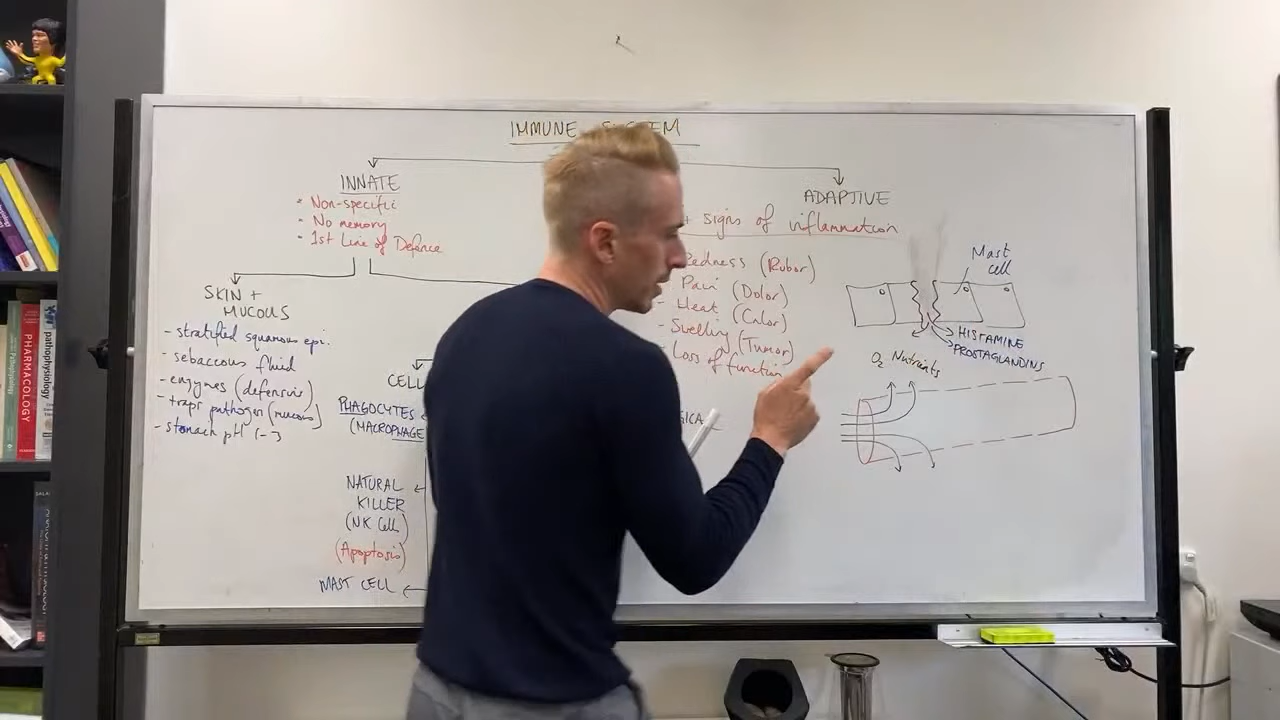 IMMUNE
INNATE
• Non-specific
• No memory
• 1st Line of Defence
SKIN +
MUCOUS
- stratified squamous epi.
- sebaceous fluid
- enzymes (defensins)
- traps pathogen (mucous)
- stomach pH (-)
CELL
PHAGOCYTES
(MACROPHAGE
NATURAL
KILLER
(NK Cell)
(Apoptosis)
MAST CELL
ADAPTIVE
signs of inflammation
Redness (Rubor)
- Pain (Dolor)
- Heat (Calor)
- Swelling (Tumor)
- Loss of function
Mast
cell
HISTAMINE
PROSTAGLANDINS
O2 Nutrients
PHARMACOLOGY
pathophysiology